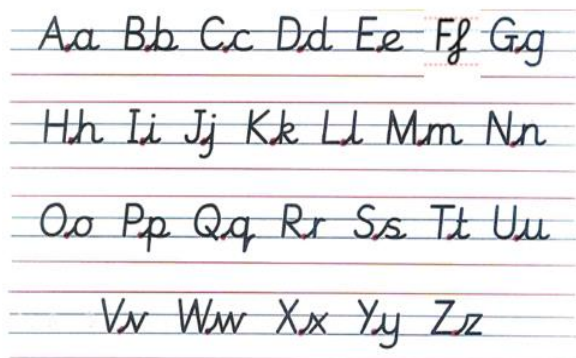 Aa Bb Cc Dd Ee Ff Gg
Hh Ii Jj Kk Ll Mm Nn
Oo Pp Qq Rr Ss Tt Uu
Vv Ww Xx Yy Zz